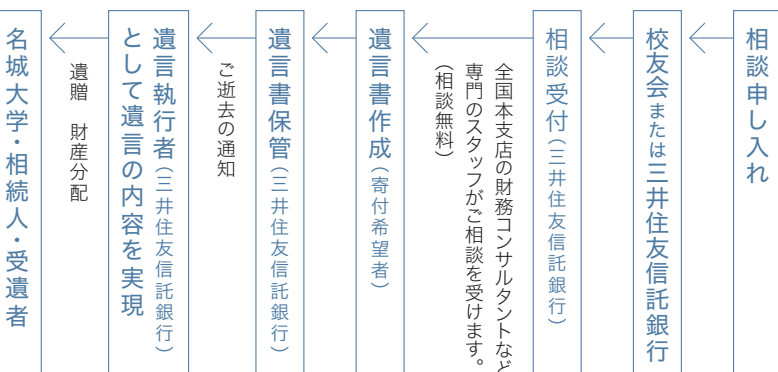 相談申し入れ
校友会または三井住友信託銀行
相談受付(三井住友信託銀行)
全国本支店の財務コンサルタントなど
専門のスタッフがご相談を受けます。
(相談無料)
遺言書作成(寄付希望者)
遺言書保管(三井住友信託銀行)
ご逝去の通知
遺言執行者(三井住友信託銀行)
として遺言の内容を実現
遺贈 財産分配
名城大学・相続人・受遺者